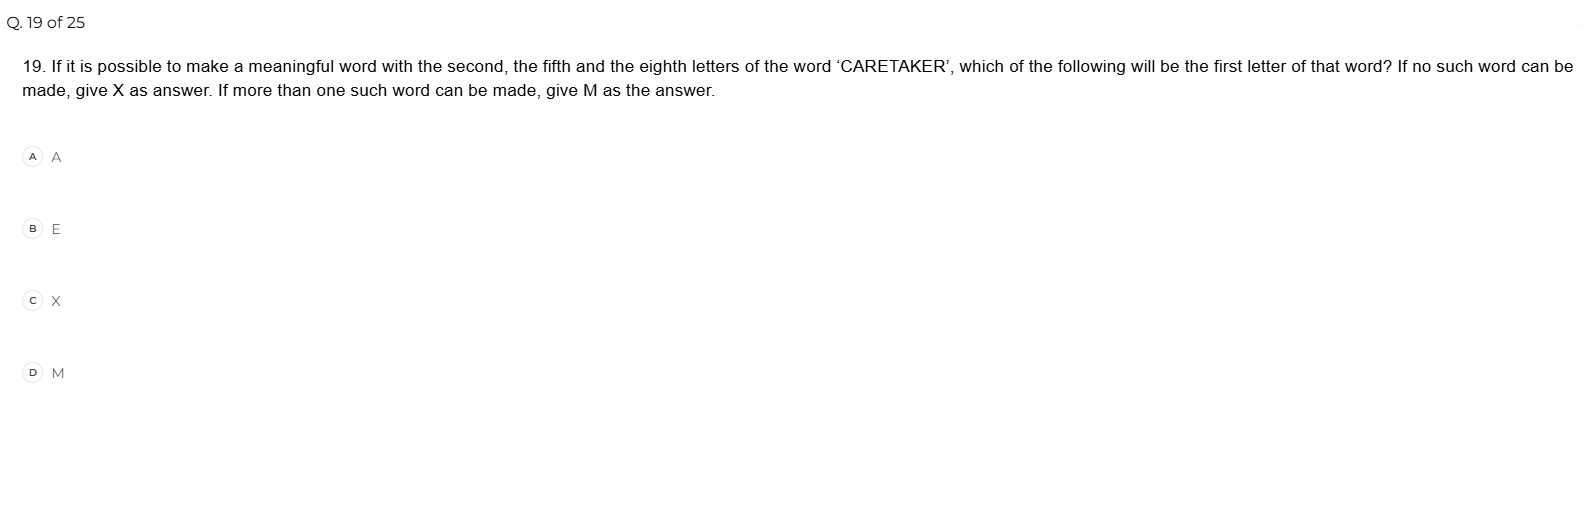 Q. 19 of 25
19. If it is possible to make a meaningful word with the second, the fifth and the eighth letters of the word ‘CARETAKER’, which of the following will be the first letter of that word? If no such word can be
made, give X as answer. If more than one such word can be made, give M as the answer.
A A
B E
C X
D M